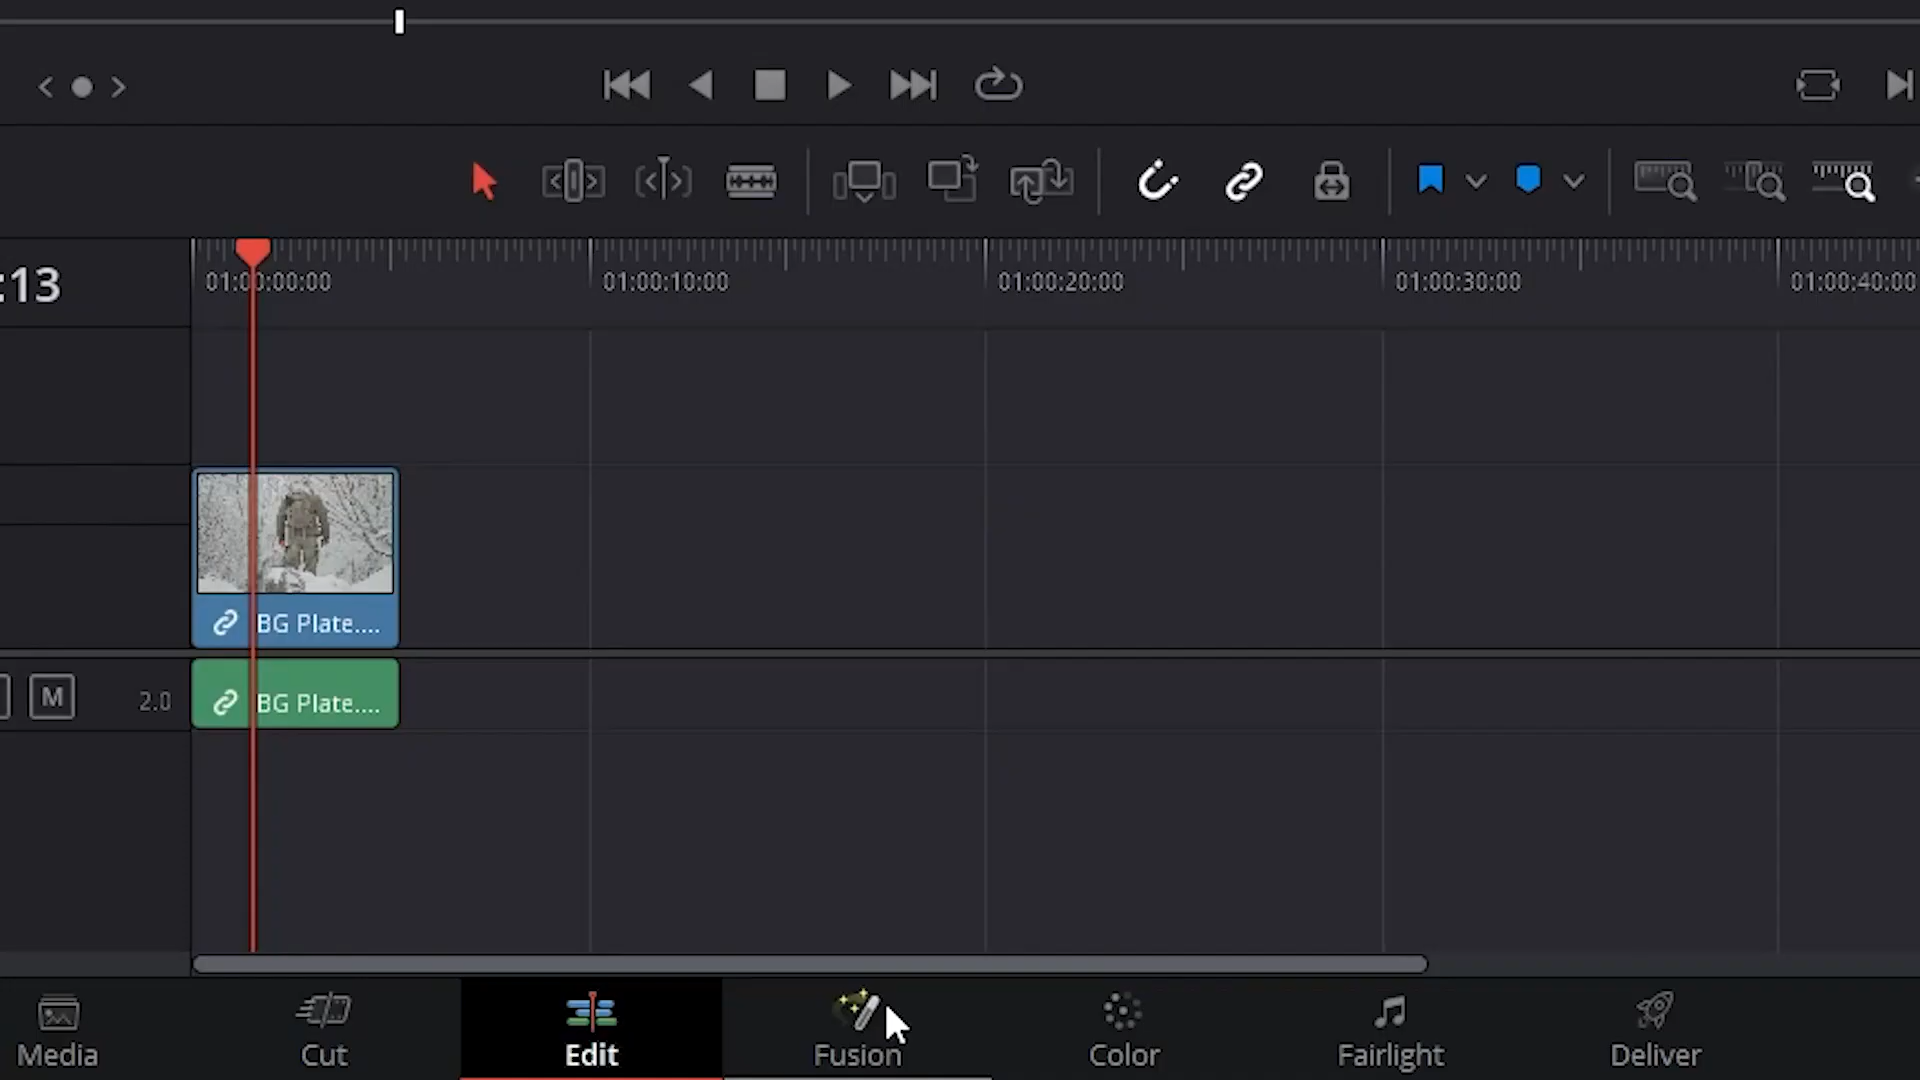 :13
01:00:00:00
01:00:10:00
01:00:20:00
01:00:30:00
01:00:40:00
BG Plate....
M
2.0
BG Plate....
Media
Cut
Edit
Fusion
Color
Fairlight
Deliver